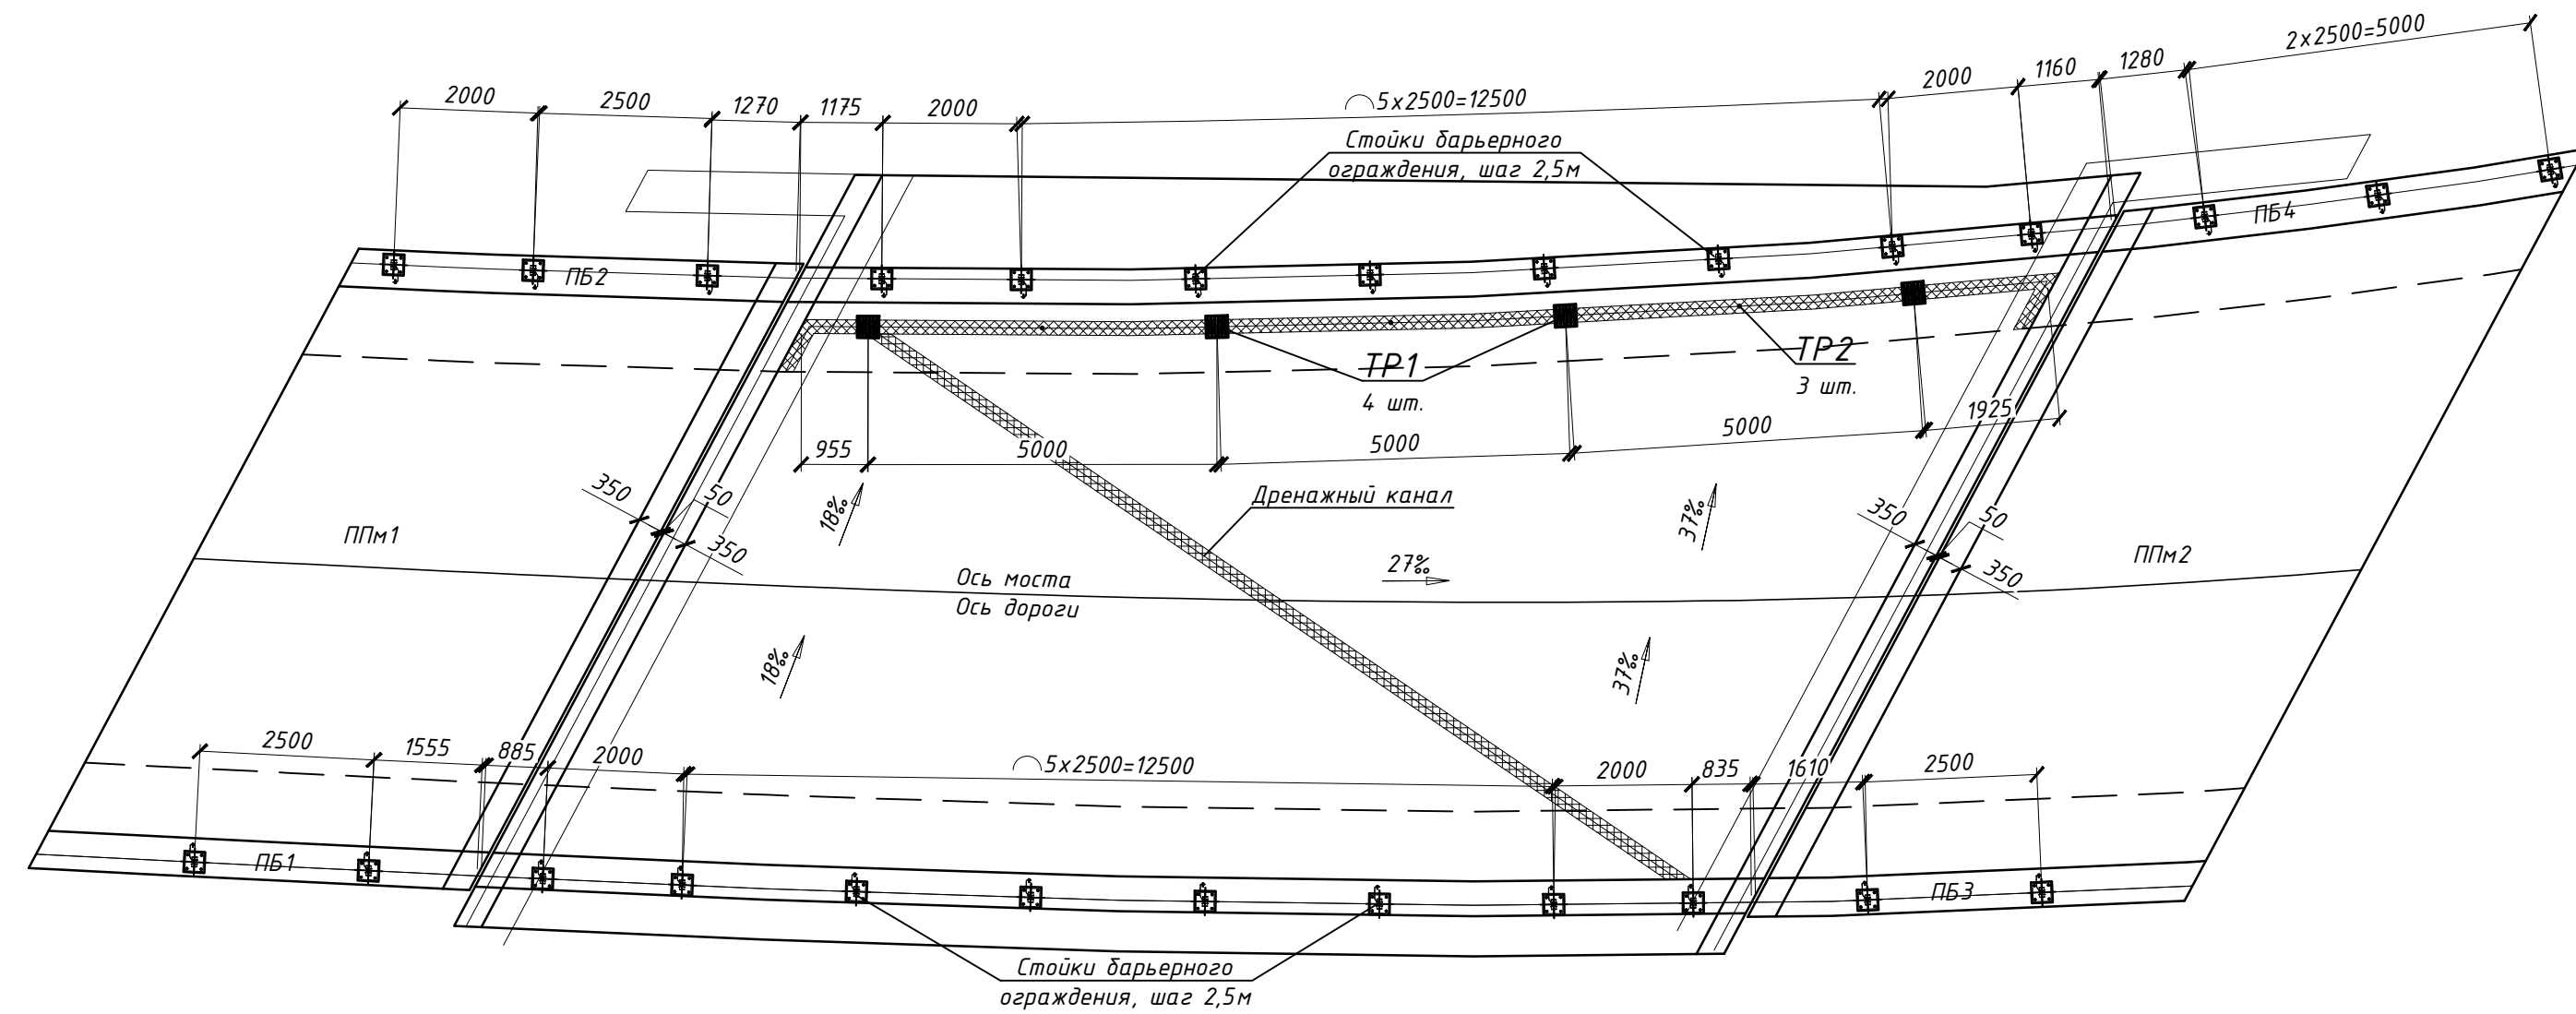 2000
2500
1270
1175
2000
⌒5х2500=12500
2000
1160
1280
2х2500=5000
Стойки барьерного
ограждения, шаг 2,5м
ПБ2
ПБ4
ТР1
4 шт.
ТР2
3 шт.
955
5000
5000
5000
1925
350
50
350
18‰
Дренажный канал
37‰
350
50
350
ППм1
ППм2
Ось моста
Ось дороги
27‰
18‰
37‰
2500
1555
885
2000
⌒5х2500=12500
2000
835
1610
2500
ПБ1
ПБ3
Стойки барьерного
ограждения, шаг 2,5м